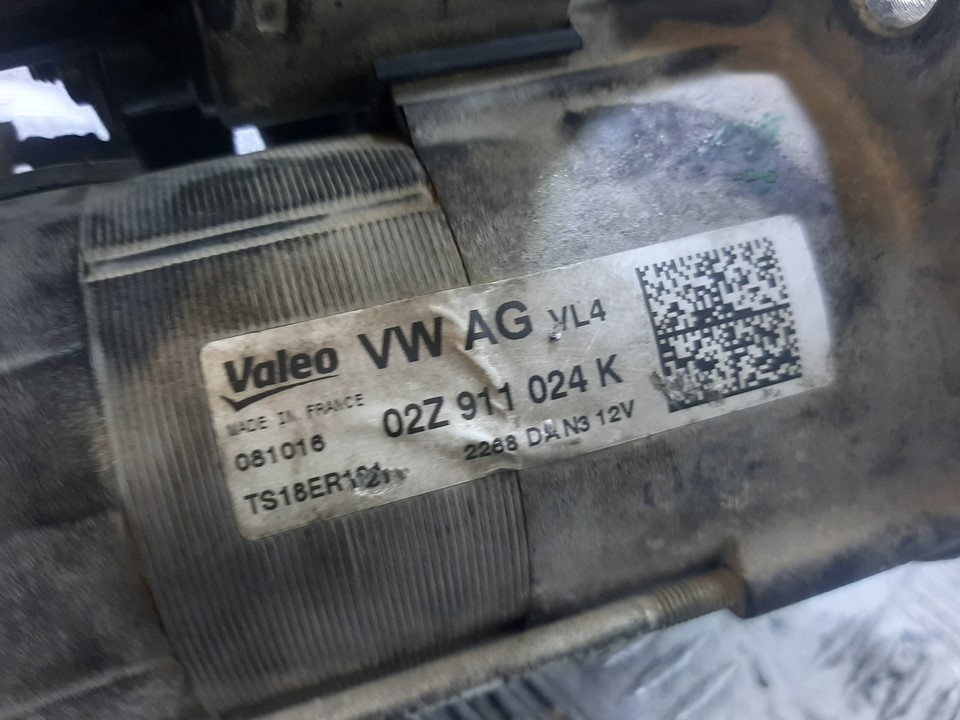 Valeo VW AG VL4
MADE IN FRANCE
02Z 911 024 K
081016
2268 DA N3 12V